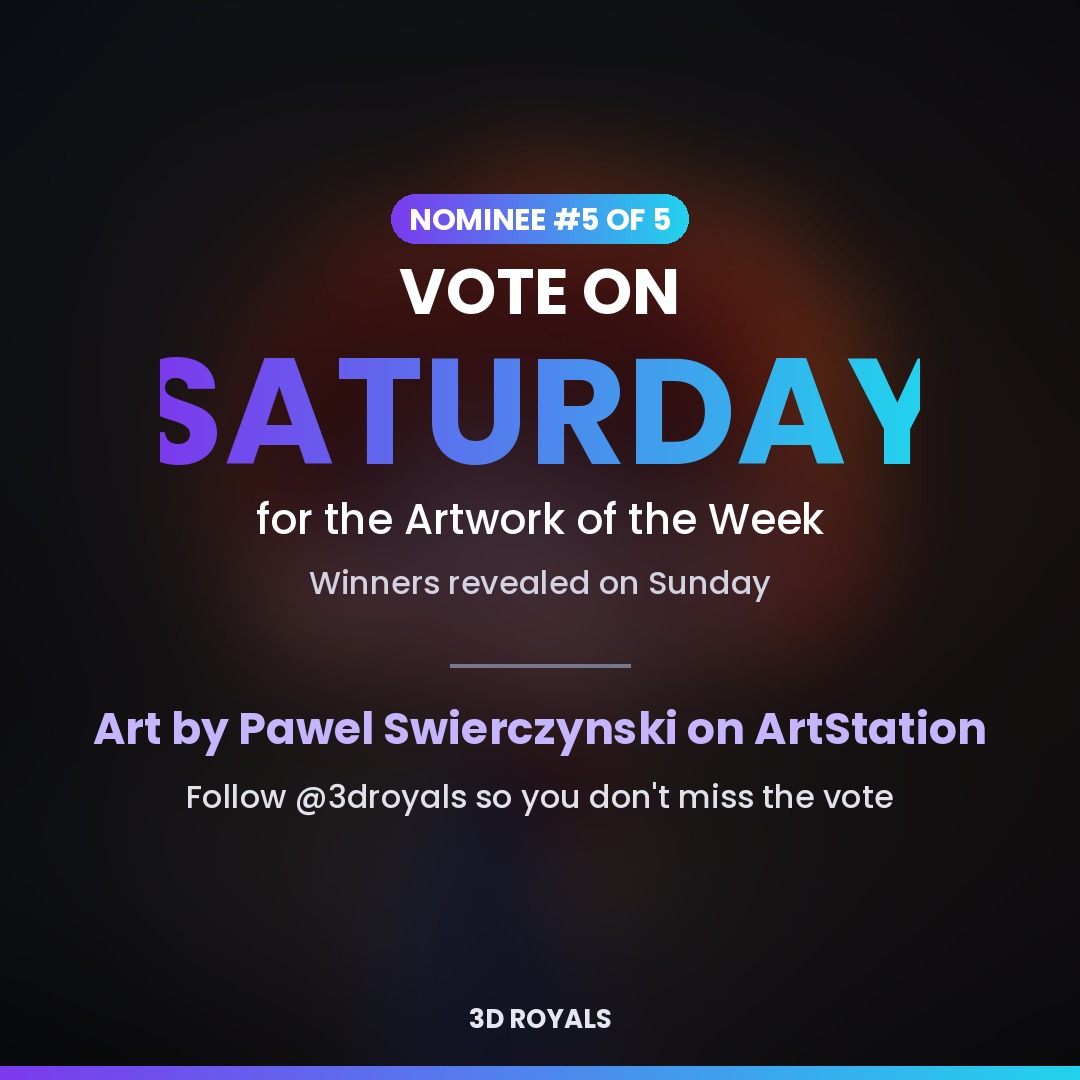 NOMINEE #5 OF 5
VOTE ON
SATURDAY
for the Artwork of the Week
Winners revealed on Sunday
Art by Pawel Swierczynski on ArtStation
Follow @3droyals so you don't miss the vote
3D ROYALS